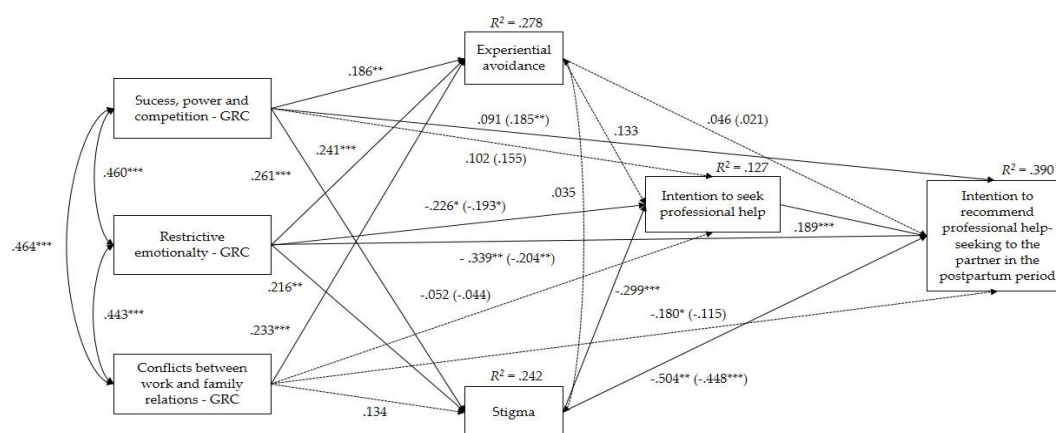 R² = .278
Experiential
avoidance
.186**
Sucess, power and
competition - GRC
.046 (.021)
.091 (.185**)
.133
.241***
.102 (.155)
R² = .127
R² = .390
.460***
.261***
.035
Intention to seek
professional help
Intention to
recommend
professional help-
seeking to the
partner in the
postpartum period
-.226* (-.193*)
.464***
Restrictive
emotionalty - GRC
.189***
- .339** (-.204**)
.216**
-.052 (-.044)
-.299***
.443***
.233***
-.180* (-.115)
Conflicts between
work and family
relations - GRC
R² = .242
-.504** (-.448***)
.134
Stigma